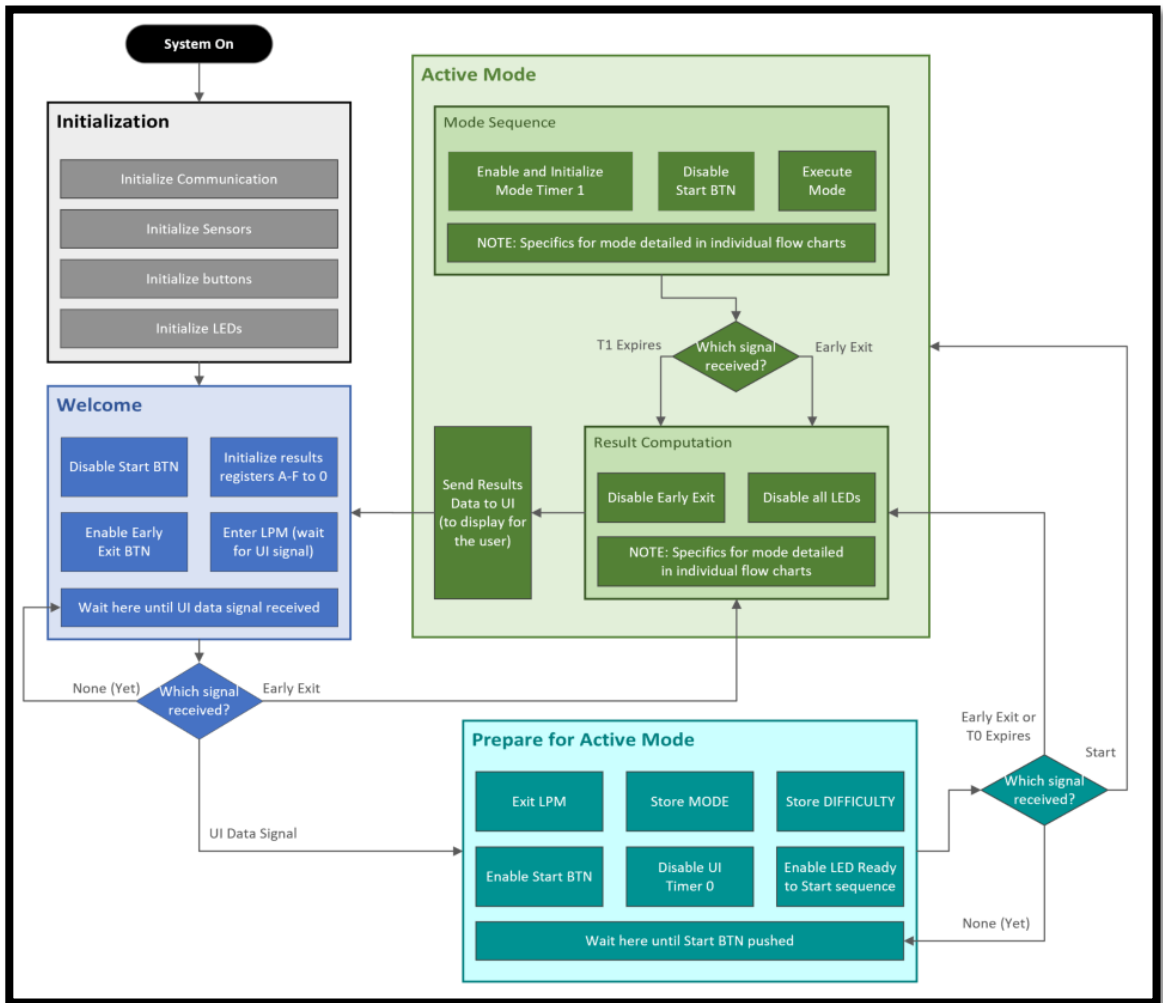 System On
Initialization
Initialize Communication
Initialize Sensors
Initialize buttons
Initialize LEDs
Welcome
Disable Start BTN
Initialize results
registers A-F to 0
Enable Early
Exit BTN
Enter LPM (wait
for UI signal)
Wait here until UI data signal received
Which signal
received?
None (Yet)
Early Exit
UI Data Signal
Active Mode
Mode Sequence
Enable and Initialize
Mode Timer 1
Disable
Start BTN
Execute
Mode
NOTE: Specifics for mode detailed in individual flow charts
T1 Expires
Which signal
received?
Early Exit
Result Computation
Disable Early Exit
Disable all LEDs
NOTE: Specifics for mode detailed
in individual flow charts
Send Results
Data to UI
(to display for
the user)
Prepare for Active Mode
Exit LPM
Store MODE
Store DIFFICULTY
Enable Start BTN
Disable UI
Timer 0
Enable LED Ready
to Start sequence
Wait here until Start BTN pushed
Early Exit or
T0 Expires
Start
Which signal
received?
None (Yet)